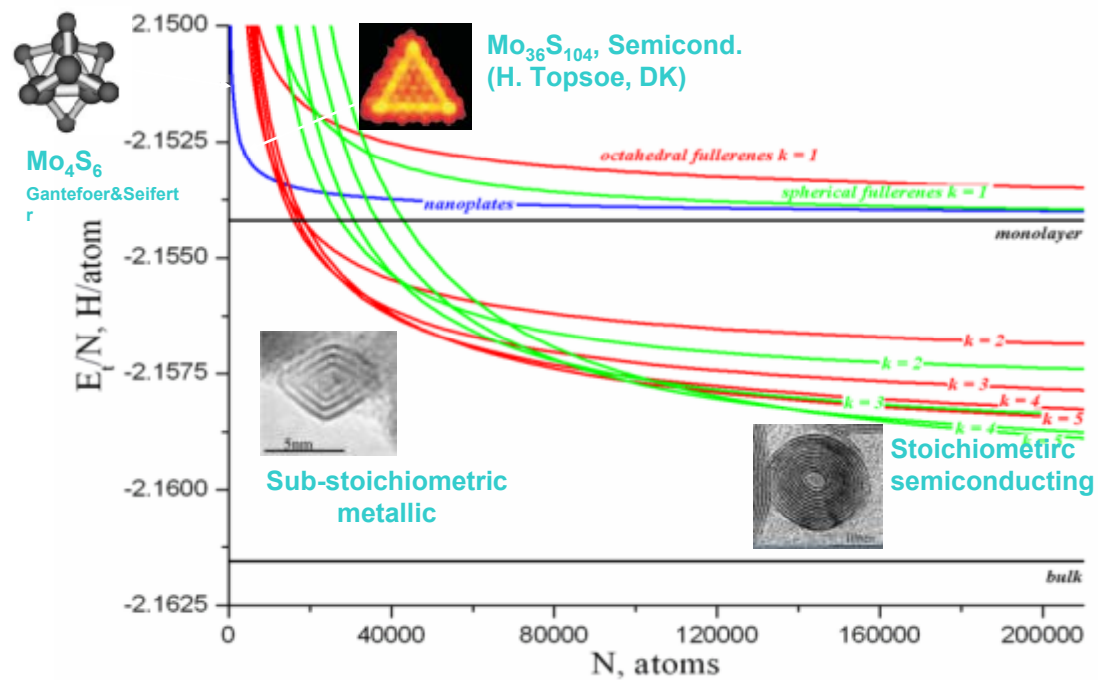 -2.1500
Mo36S104, Semicond.
(H. Topsoe, DK)
-2.1525
octahedral fullerenes k = 1
Mo4S6
Gantefoer&Seifert
r
spherical fullerenes k = 1
nanoplates
monolayer
-2.1550
Et/N, H/atom
k = 2
k = 2
-2.1575
k = 3
k = 4
k = 3
k = 5
k = 4
k = 5
5nm
Stoichiometirc
semiconducting
Sub-stoichiometric
metallic
-2.1600
10nm
bulk
-2.1625
0 40000 80000 120000 160000 200000
N, atoms